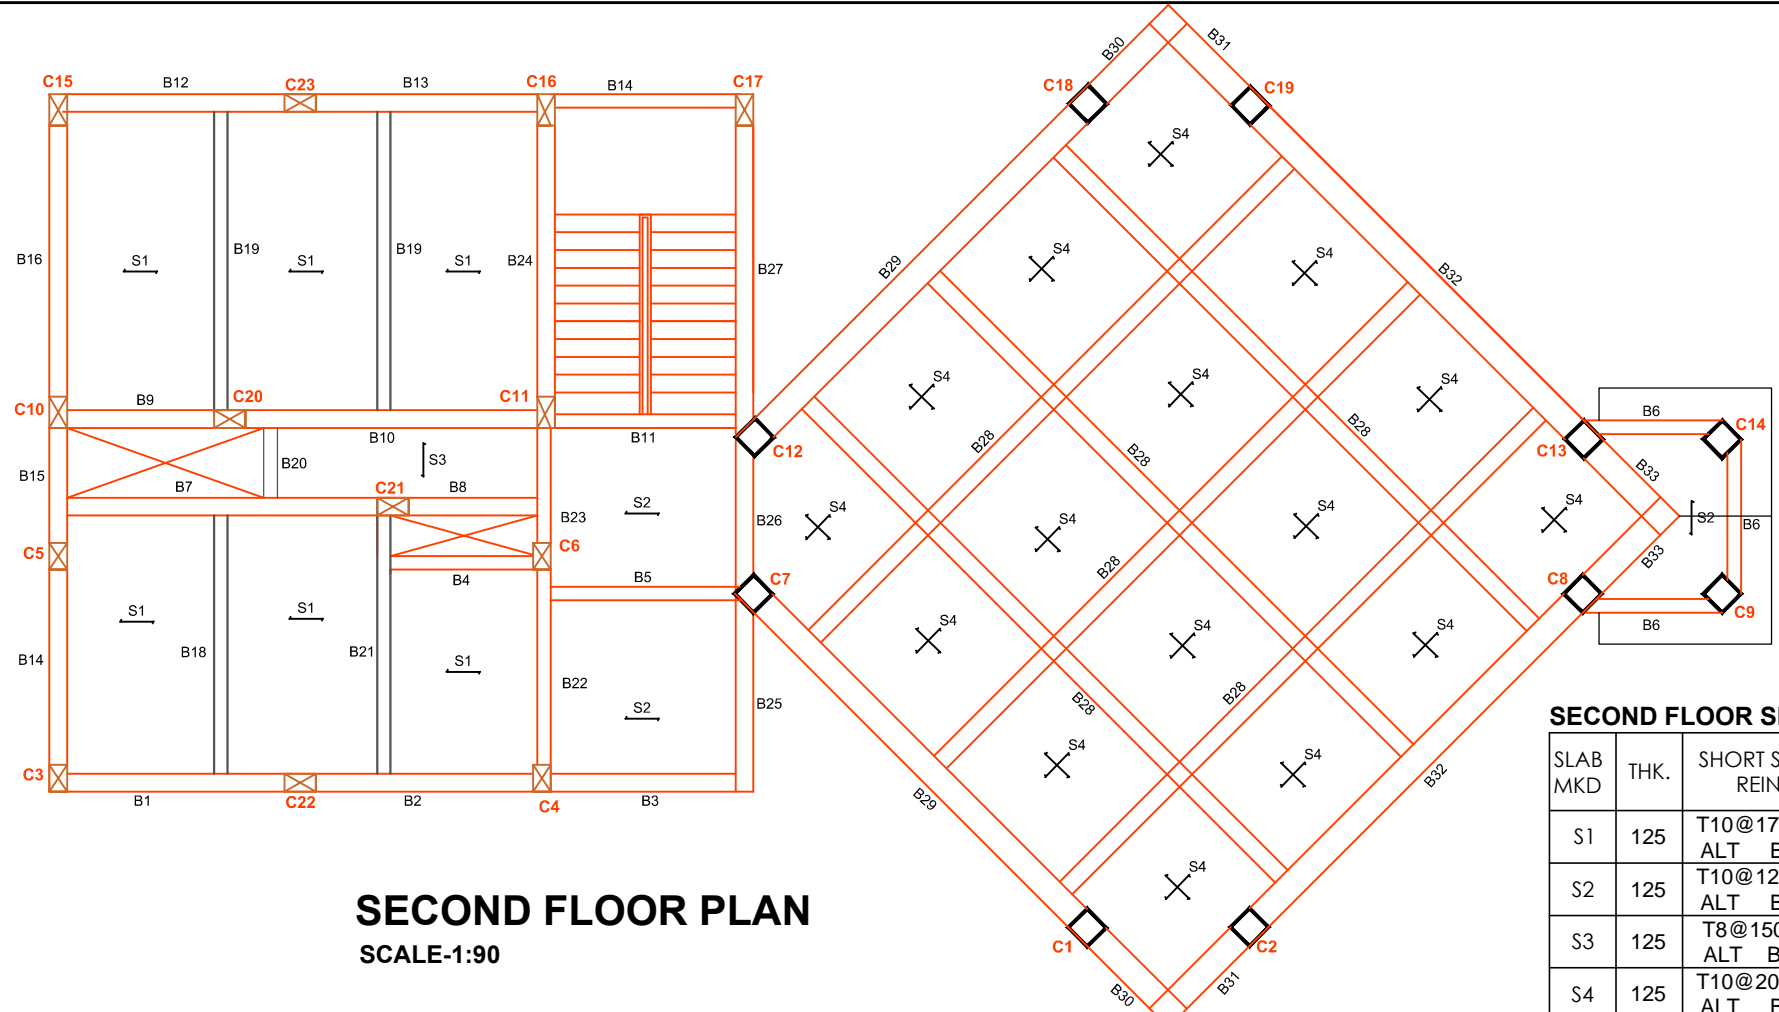 B30
B31
C15
B12
C23
B13
C16
B14
C17
C18
C19
S4
B16
S1
B19
S1
B19
S1
B24
B27
B29
S4
S4
B32
S4
S4
S4
C10
B9
C20
C11
B10
B11
C12
B28
B28
B28
B6
C14
C13
B15
B7
B20
S3
C21
B8
B23
S2
B26
S4
S4
S4
S4
B33
S2
B6
C5
C6
B4
B5
C7
B28
C8
B33
C9
B6
S1
S1
B14
B18
B21
S1
B22
S2
B25
S4
S4
S4
B28
B28
C3
B1
C22
B2
C4
B3
B29
S4
S4
B32
S4
C1
C2
B30
B31
SECOND FLOOR PLAN
SCALE-1:90
SECOND FLOOR
SLAB MKD THK. SHORT
S1 125 T10@17
ALT
S2 125 T10@12
ALT
S3 125 T8@150
ALT
S4 125 T10@20
ALT